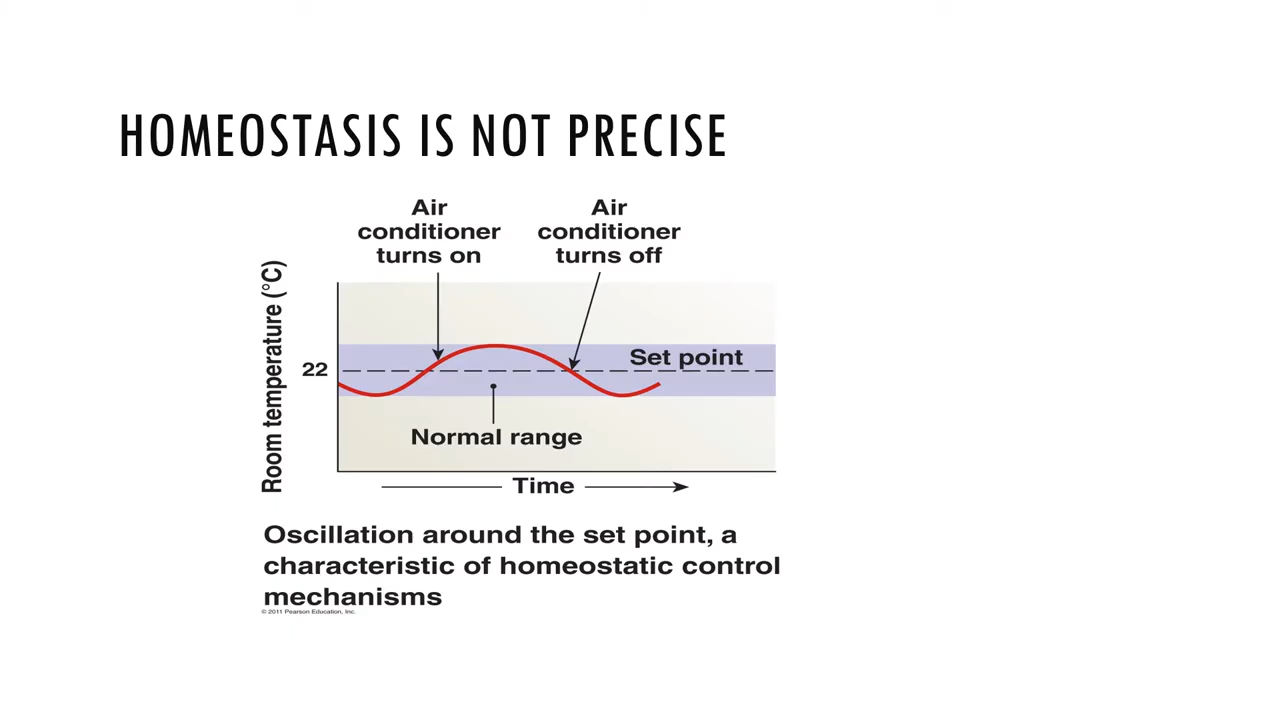 HOMEOSTASIS IS NOT PRECISE
Air
conditioner
turns on
Air
conditioner
turns off
Room temperature (°C)
22
Set point
Normal range
Time
Oscillation around the set point, a
characteristic of homeostatic control
mechanisms
© 2011 Pearson Education, Inc.